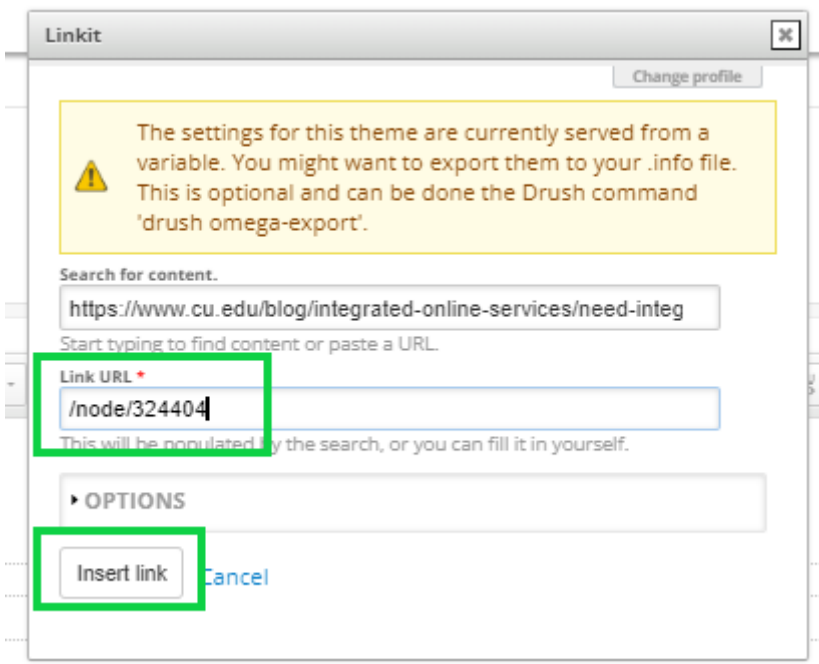 Linkit
Change profile
The settings for this theme are currently served from a
variable. You might want to export them to your .info file.
This is optional and can be done the Drush command
'drush omega-export'.
Search for content.
https://www.cu.edu/blog/integrated-online-services/need-integ
Start typing to find content or paste a URL.
Link URL *
/node/324404
This will be populated by the search, or you can fill it in yourself.
OPTIONS
Insert link Cancel